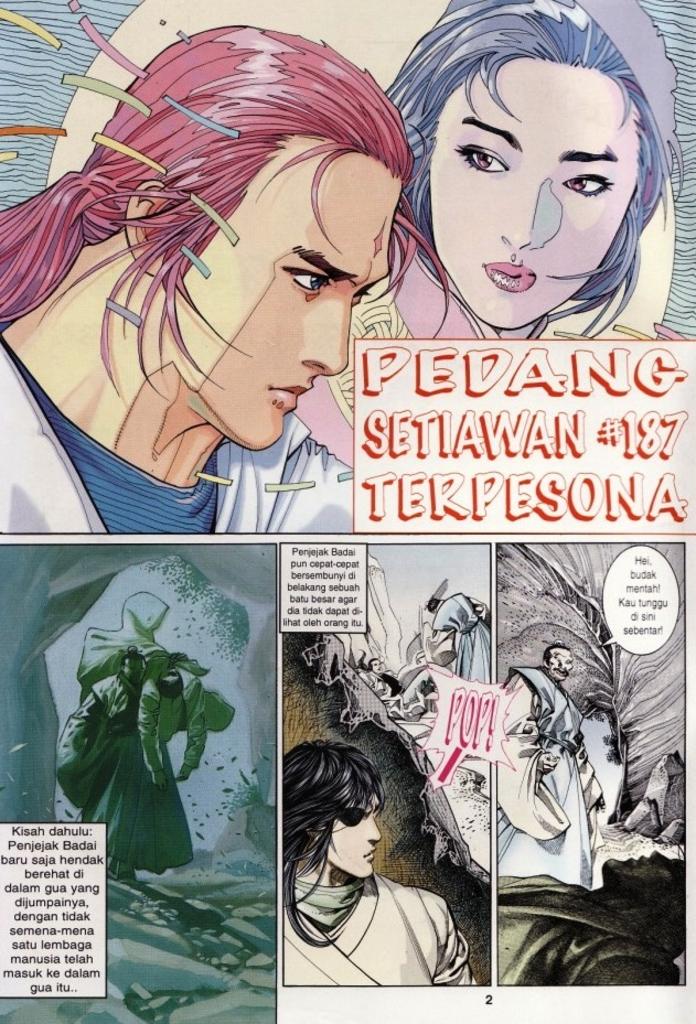 PEDANG
SETIAWAN #187
TERPESONA
Kisah dahulu:
Penjejak Badai
baru saja hendak
berehat di
dalam gua yang
dijumpainya,
dengan tidak
semena-mena
satu lembaga
manusia telah
masuk ke dalam
gua itu..
Penjejak Badai
pun cepat-cepat
bersembunyi di
belakang sebuah
batu besar agar
dia tidak dapat di-
lihat oleh orang itu.
POP!
Hei,
budak
mentah!
Kau tunggu
di sini
sebentar!
2